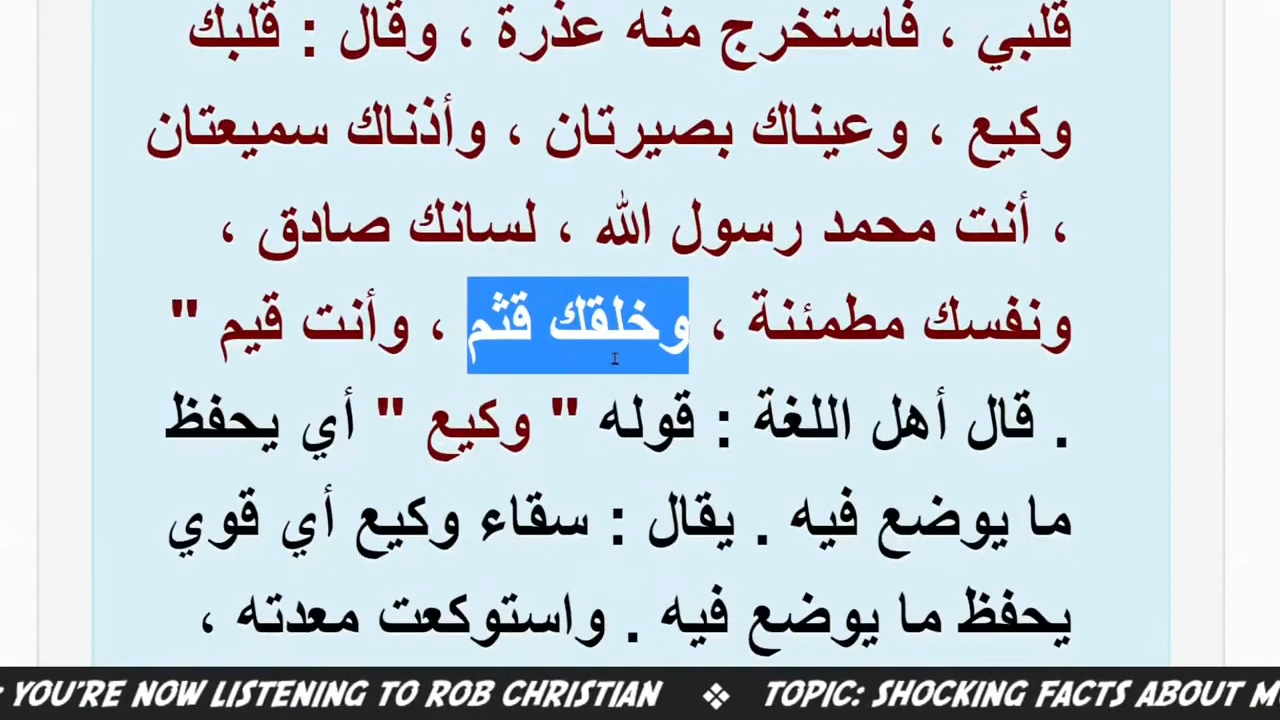 قلبي ، فاستخرج منه عذرة ، وقال : قلبك
وكيع ، وعيناك بصيرتان ، وأذناك سميعتان
، أنت محمد رسول الله ، لسانك صادق ،
ونفسك مطمئنة ، وخلقك قثم ، وأنت قيم "
. قال أهل اللغة : قوله " وكيع " أي يحفظ
ما يوضع فيه . يقال : سقاء وكيع أي قوي
يحفظ ما يوضع فيه . واستوكعت معدته ،
: YOU'RE NOW LISTENING TO ROB CHRISTIAN ❖ TOPIC: SHOCKING FACTS ABOUT M